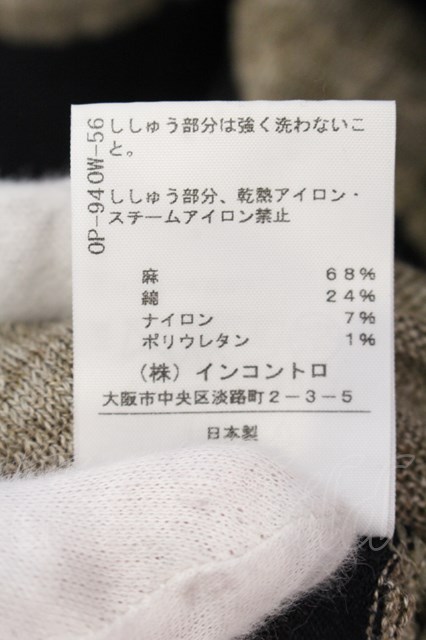 OP-940W-56
ししゅう部分は強く洗わないこ
と。
ししゅう部分、乾熱アイロン・
スチームアイロン禁止
麻 68%
綿 24%
ナイロン 7%
ポリウレタン 1%
(株) インコントロ
大阪市中央区淡路町2-3-5
日本製